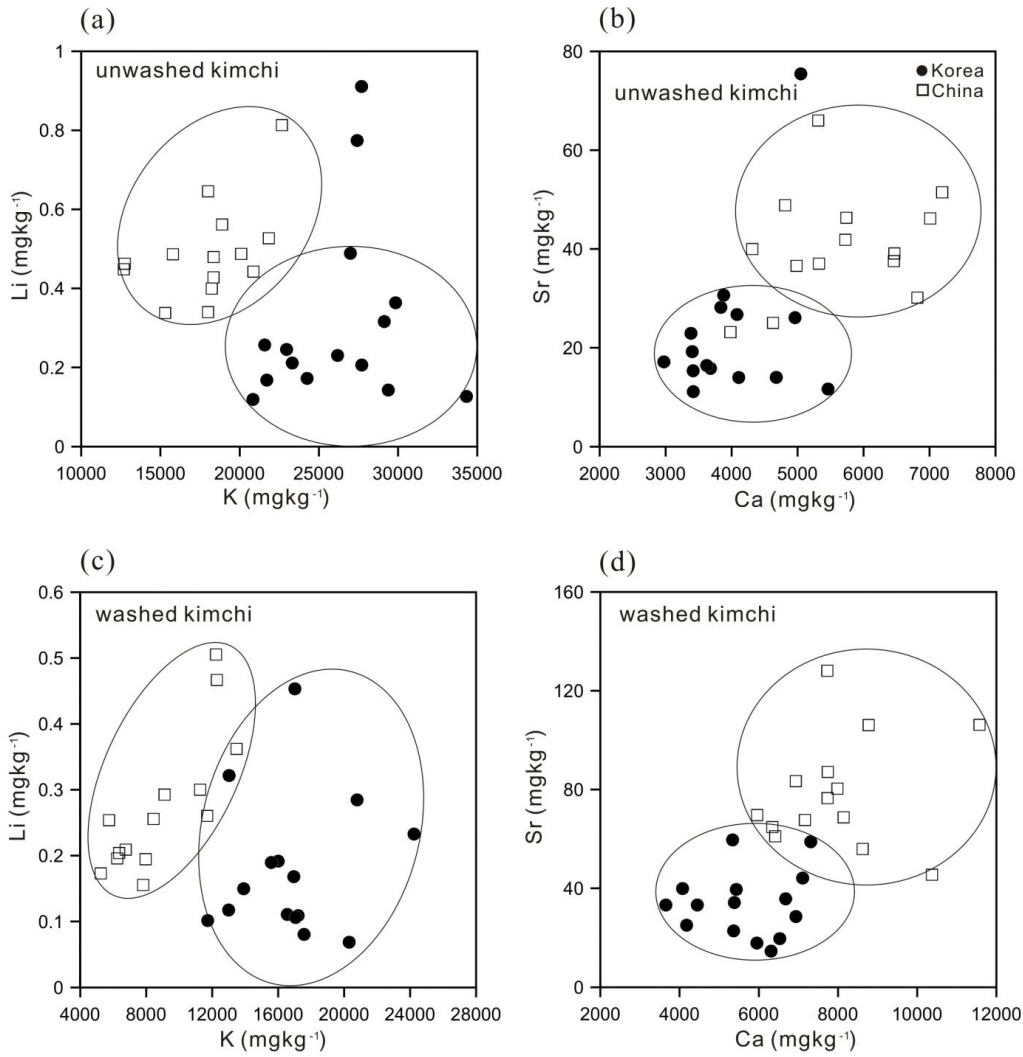 (a)
unwashed kimchi
1
0.8
0.6
0.4
0.2
0
Li (mgkg⁻¹)
10000 15000 20000 25000 30000 35000
K (mgkg⁻¹)
(b)
Korea
China
unwashed kimchi
80
60
40
20
0
Sr (mgkg⁻¹)
2000 3000 4000 5000 6000 7000 8000
Ca (mgkg⁻¹)
(c)
washed kimchi
0.6
0.5
0.4
0.3
0.2
0.1
0
Li (mgkg⁻¹)
4000 8000 12000 16000 20000 24000 28000
K (mgkg⁻¹)
(d)
washed kimchi
160
120
80
40
0
Sr (mgkg⁻¹)
2000 4000 6000 8000 10000 12000
Ca (mgkg⁻¹)